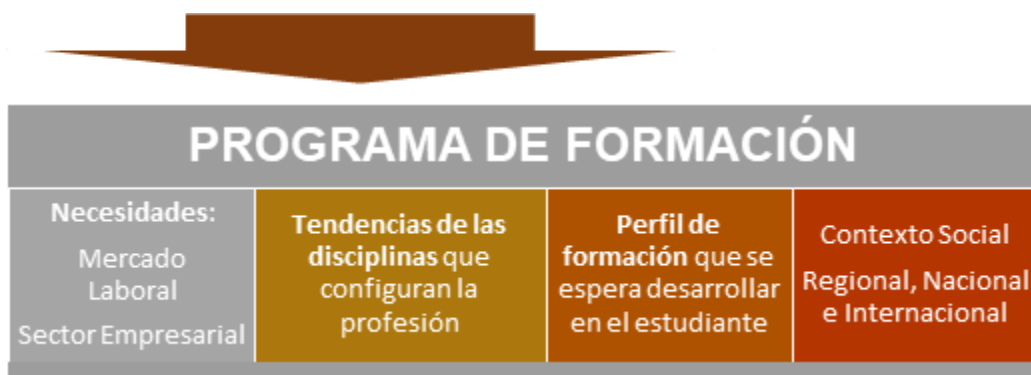 PROGRAMA DE FORMACIÓN
Necesidades:
Mercado
Laboral
Sector Empresarial
Tendencias de las
disciplinas que
configuran la
profesión
Perfil de
formación que se
espera desarrollar
en el estudiante
Contexto Social
Regional, Nacional
e Internacional